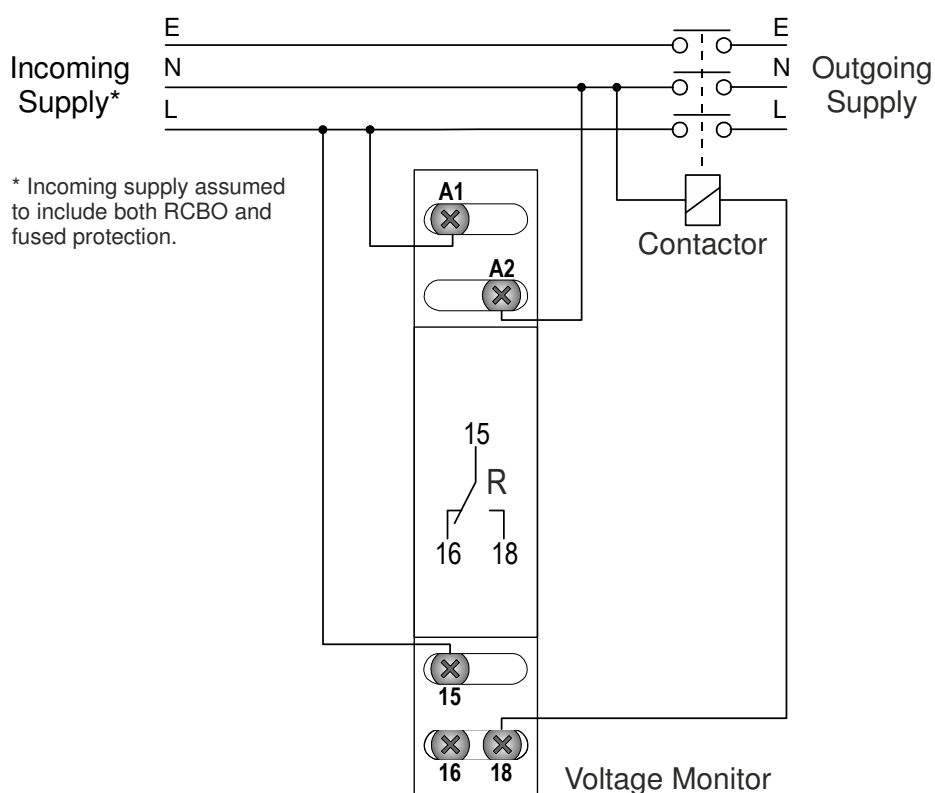 E
E
Incoming
Supply*
N
N
Outgoing
Supply
L
L
* Incoming supply assumed
to include both RCBO and
fused protection.
A1
Contactor
A2
15
R
16
18
15
16
18
Voltage Monitor